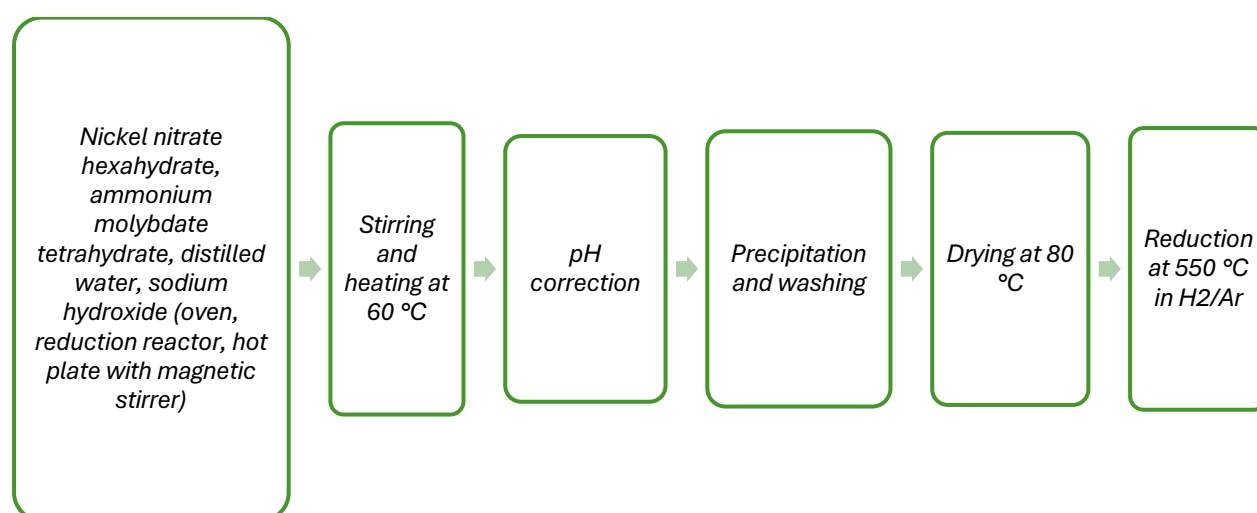 Nickel nitrate
hexahydrate,
ammonium
molybdate
tetrahydrate, distilled
water, sodium
hydroxide (oven,
reduction reactor, hot
plate with magnetic
stirrer)
Stirring
and
heating at
60 °C
pH
correction
Precipitation
and washing
Drying at 80
°C
Reduction
at 550 °C
in H2/Ar